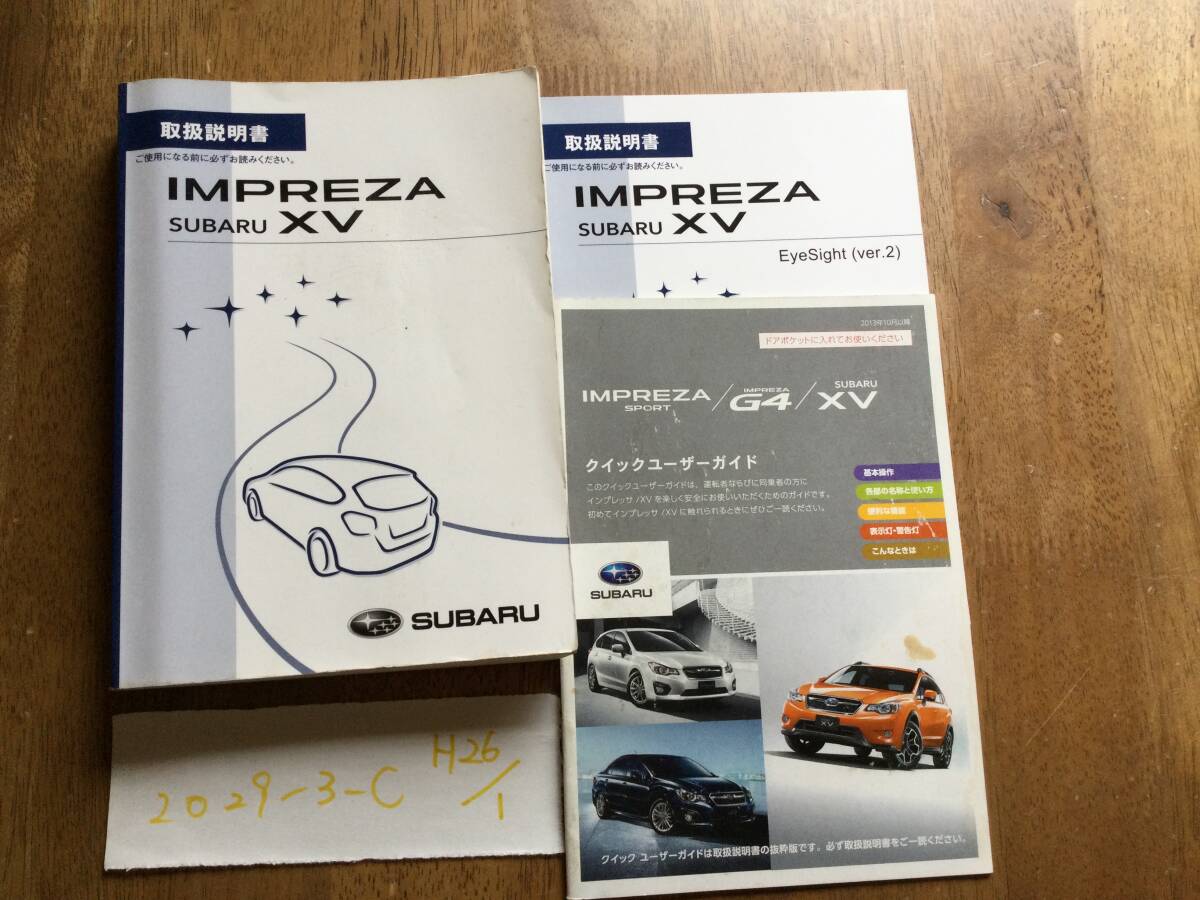 取扱説明書
ご使用になる前に必ずお読みください。
IMPREZA
SUBARU XV
SUBARU
取扱説明書
ご使用になる前に必ずお読みください。
IMPREZA
SUBARU XV
EyeSight (ver.2)
2013年10月以降
ドアポケットに入れてお使いください
IMPREZA SPORT / IMPREZA G4 / SUBARU XV
クイックユーザーガイド
このクイックユーザーガイドは、運転者ならびに同乗者の方に
インプレッサ/XVを楽しく安全にお使いいただくためのガイドです。
初めてインプレッサ/XVに触れられるときにぜひご一読ください。
基本操作
各部の名称と使い方
便利な機能
表示灯・警告灯
こんなときは
SUBARU
XV
クイック ユーザーガイドは取扱説明書の抜粋版です。必ず取扱説明書をご一読ください。
2029-3-C H26/1